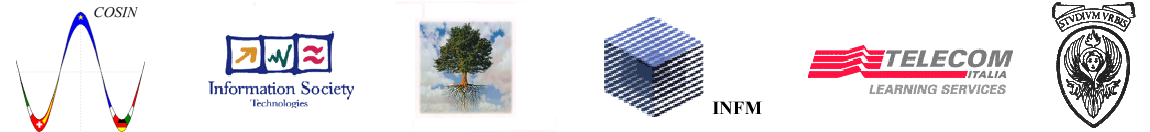 COSIN
Information Society
Technologies
INFM
TELECOM
ITALIA
LEARNING SERVICES
STVDIVM VRBIS